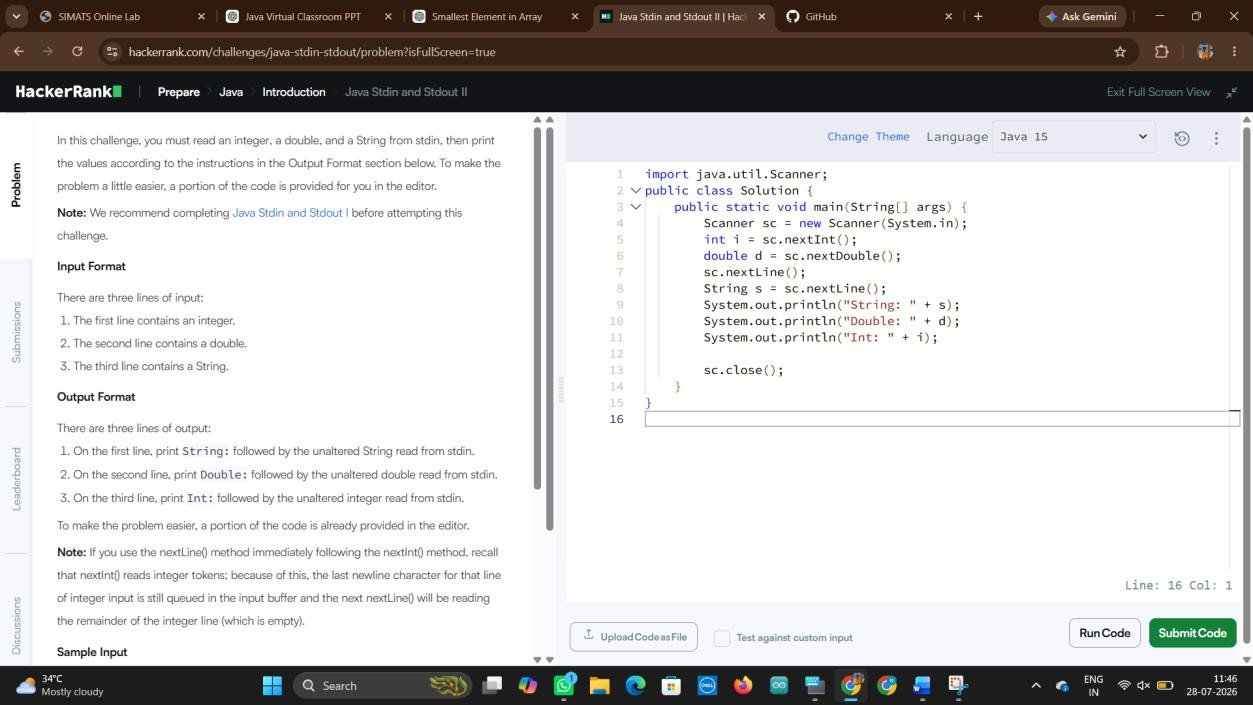 SIMATS Online Lab
Java Virtual Classroom PPT
Smallest Element in Array
Java Stdin and Stdout II | Hac
GitHub
Ask Gemini
hackerrank.com/challenges/java-stdin-stdout/problem?isFullScreen=true
HackerRank
Prepare
Java
Introduction
Java Stdin and Stdout II
Exit Full Screen View
Problem
Submissions
Leaderboard
Discussions
In this challenge, you must read an integer, a double, and a String from stdin, then print
the values according to the instructions in the Output Format section below. To make the
problem a little easier, a portion of the code is provided for you in the editor.
Note: We recommend completing Java Stdin and Stdout I before attempting this
challenge.
Input Format
There are three lines of input:
1. The first line contains an integer.
2. The second line contains a double.
3. The third line contains a String.
Output Format
There are three lines of output:
1. On the first line, print String: followed by the unaltered String read from stdin.
2. On the second line, print Double: followed by the unaltered double read from stdin.
3. On the third line, print Int: followed by the unaltered integer read from stdin.
To make the problem easier, a portion of the code is already provided in the editor.
Note: If you use the nextLine() method immediately following the nextInt() method, recall
that nextInt() reads integer tokens; because of this, the last newline character for that line
of integer input is still queued in the input buffer and the next nextLine() will be reading
the remainder of the integer line (which is empty).
Sample Input
Change Theme
Language
Java 15
1 import java.util.Scanner;
2 public class Solution {
3 public static void main(String[] args) {
4 Scanner sc = new Scanner(System.in);
5 int i = sc.nextInt();
6 double d = sc.nextDouble();
7 sc.nextLine();
8 String s = sc.nextLine();
9 System.out.println("String: " + s);
10 System.out.println("Double: " + d);
11 System.out.println("Int: " + i);
12
13 sc.close();
14 }
15 }
16
Line: 16 Col: 1
Upload Code as File
Test against custom input
Run Code
Submit Code
34°C
Mostly cloudy
Search
1
DELL
ENG
IN
11:46
28-07-2026